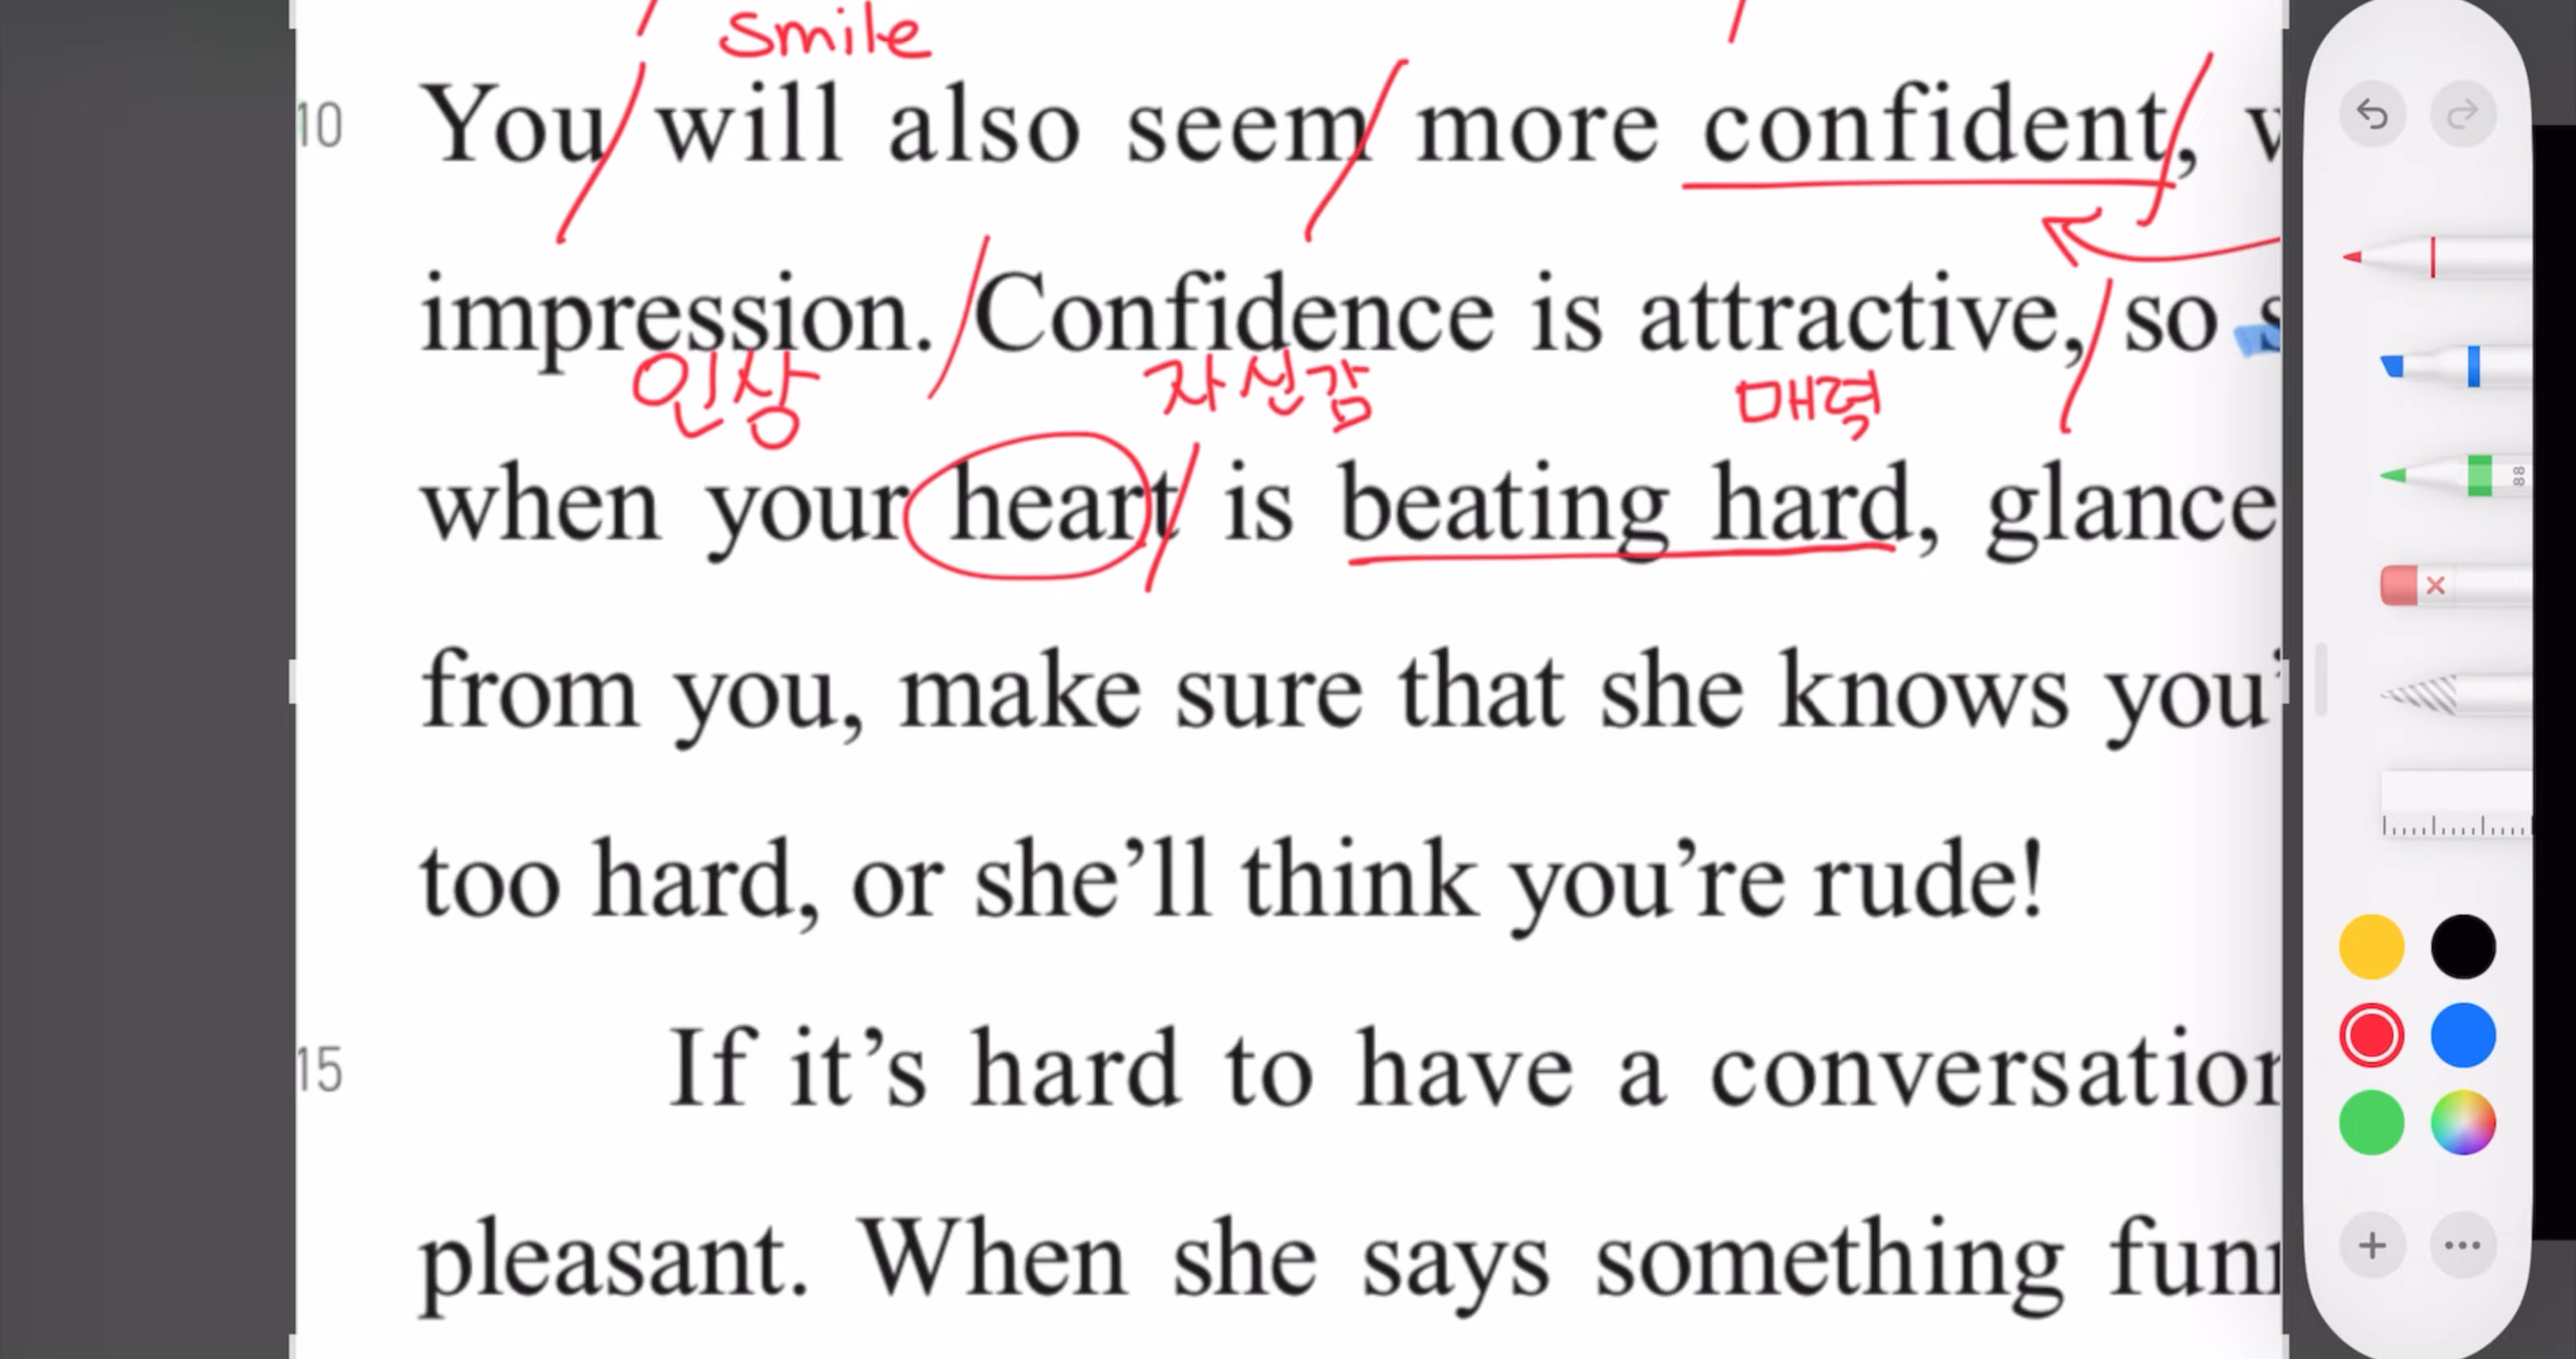 smile
10 You will also seem more confident,
impression. Confidence is attractive, so
인상 자신감 매력
when your heart is beating hard, glance
from you, make sure that she knows you'
too hard, or she'll think you're rude!
15 If it's hard to have a conversation
pleasant. When she says something
88